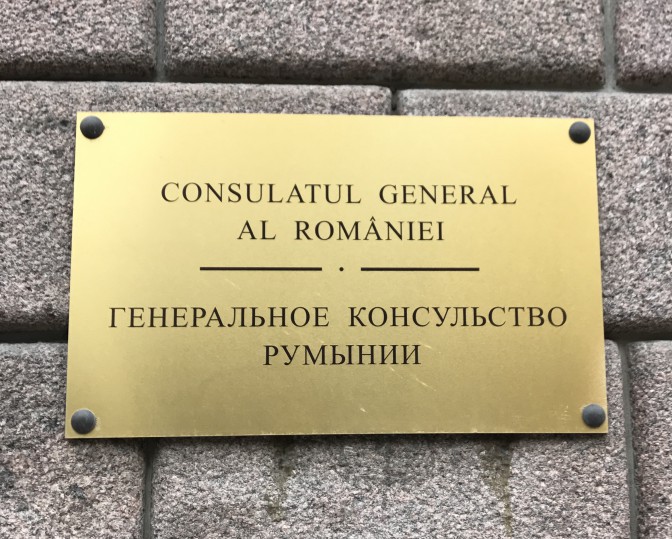 CONSULATUL GENERAL
AL ROMÂNIEI
ГЕНЕРАЛЬНОЕ КОНСУЛЬСТВО
РУМЫНИИ